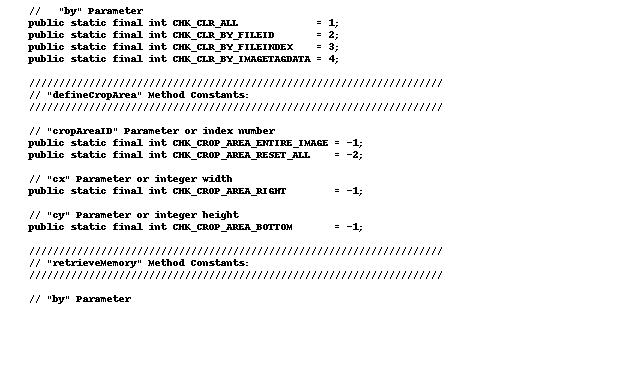 //   "by" Parameter
public static final int CHK_CLR_ALL             = 1;
public static final int CHK_CLR_BY_FILEID       = 2;
public static final int CHK_CLR_BY_FILEINDEX    = 3;
public static final int CHK_CLR_BY_IMAGETAGDATA = 4;
/////////////////////////////////////////////////////////////////////
// "defineCropArea" Method Constants:
/////////////////////////////////////////////////////////////////////
// "cropAreaID" Parameter or index number
public static final int CHK_CROP_AREA_ENTIRE_IMAGE = -1;
public static final int CHK_CROP_AREA_RESET_ALL    = -2;
// "cx" Parameter or integer width
public static final int CHK_CROP_AREA_RIGHT        = -1;
// "cy" Parameter or integer height
public static final int CHK_CROP_AREA_BOTTOM       = -1;
/////////////////////////////////////////////////////////////////////
// "retrieveMemory" Method Constants:
/////////////////////////////////////////////////////////////////////
// "by" Parameter